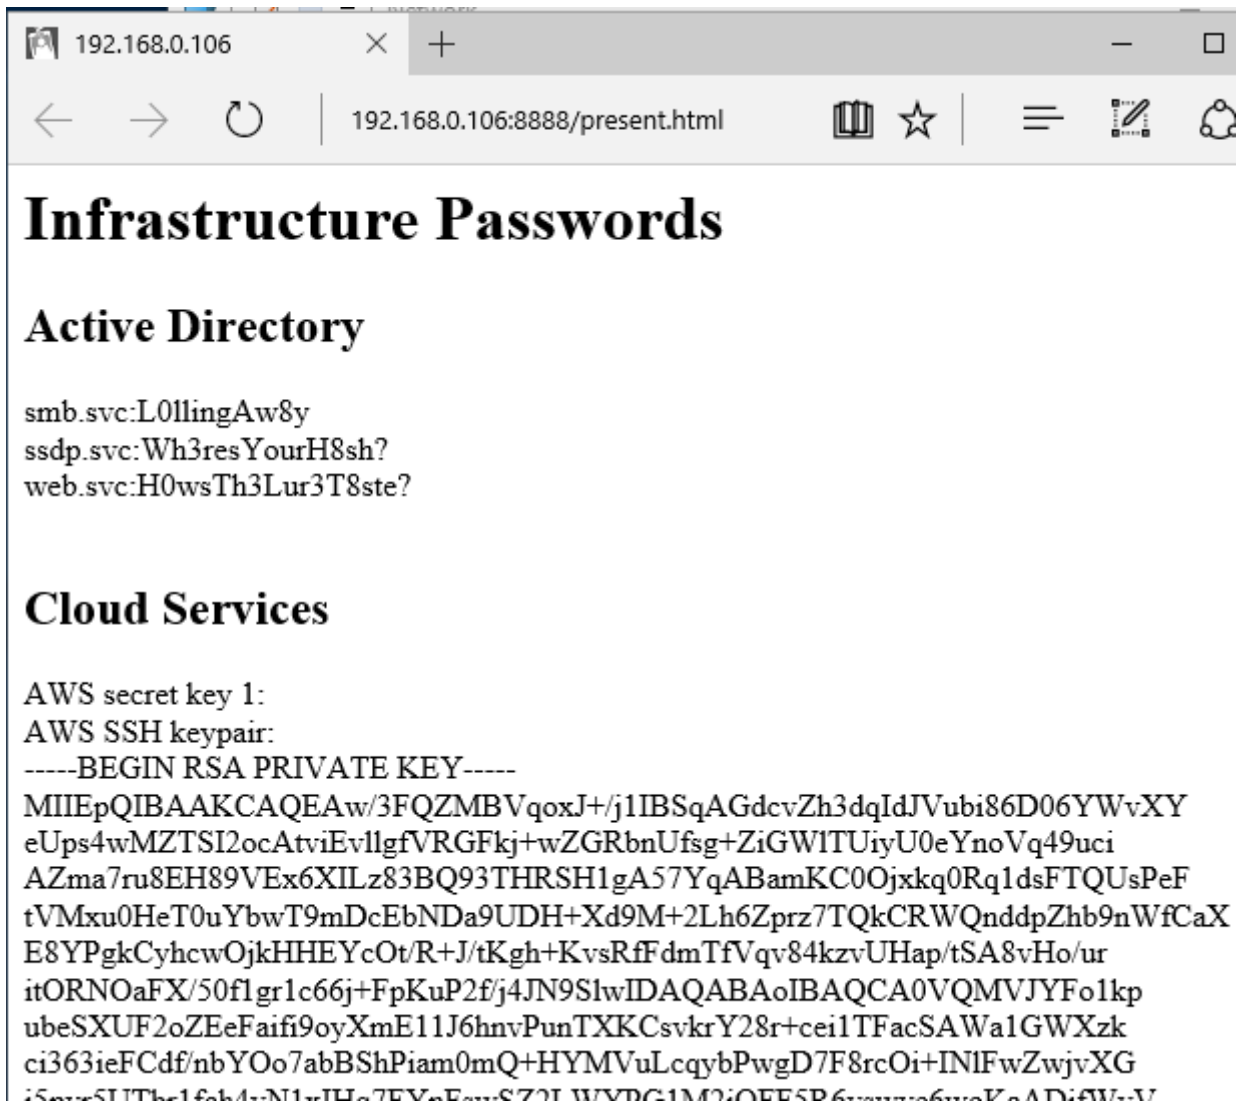 192.168.0.106
192.168.0.106:8888/present.html
Infrastructure Passwords
Active Directory
smb.svc:L0llingAw8y
ssdp.svc:Wh3resYourH8sh?
web.svc:H0wsTh3Lur3T8ste?
Cloud Services
AWS secret key 1:
AWS SSH keypair:
-----BEGIN RSA PRIVATE KEY-----
MIIEpQIBAAKCAQEAw/3FQZMBVqoxJ+/j1IBSqAGdcvZh3dqIdJVubi86D06YWvXY
eUps4wMZTSI2ocAtviEvllgfVRGFkj+wZGRbnUfsg+ZiGWlTUiyU0eYnoVq49uci
AZma7ru8EH89VEx6XILz83BQ93THRSH1gA57YqABamKC0Ojxkq0Rq1dsFTQUsPeF
tVMxu0HeT0uYbwT9mDcEbNDa9UDH+Xd9M+2Lh6Zprz7TQkCRWQnddpZhb9nWfCaX
E8YPgkCyhcwOjkHHEYcOt/R+J/tKgh+KvsRfFdmTfVqv84kzvUHap/tSA8vHo/ur
itORNOaFX/50f1gr1c66j+FpKuP2f/j4JN9SlwIDAQABAoIBAQCA0VQMVJYFo1kp
ubeSXUF2oZEeFaifi9oyXmE11J6hnvPunTXKCsvkrY28r+cei1TFacSAWa1GWXzk
ci363ieFCdf/nbYOo7abBShPiam0mQ+HYMVuLcqybPwgD7F8rcOi+INlFwZwjvXG